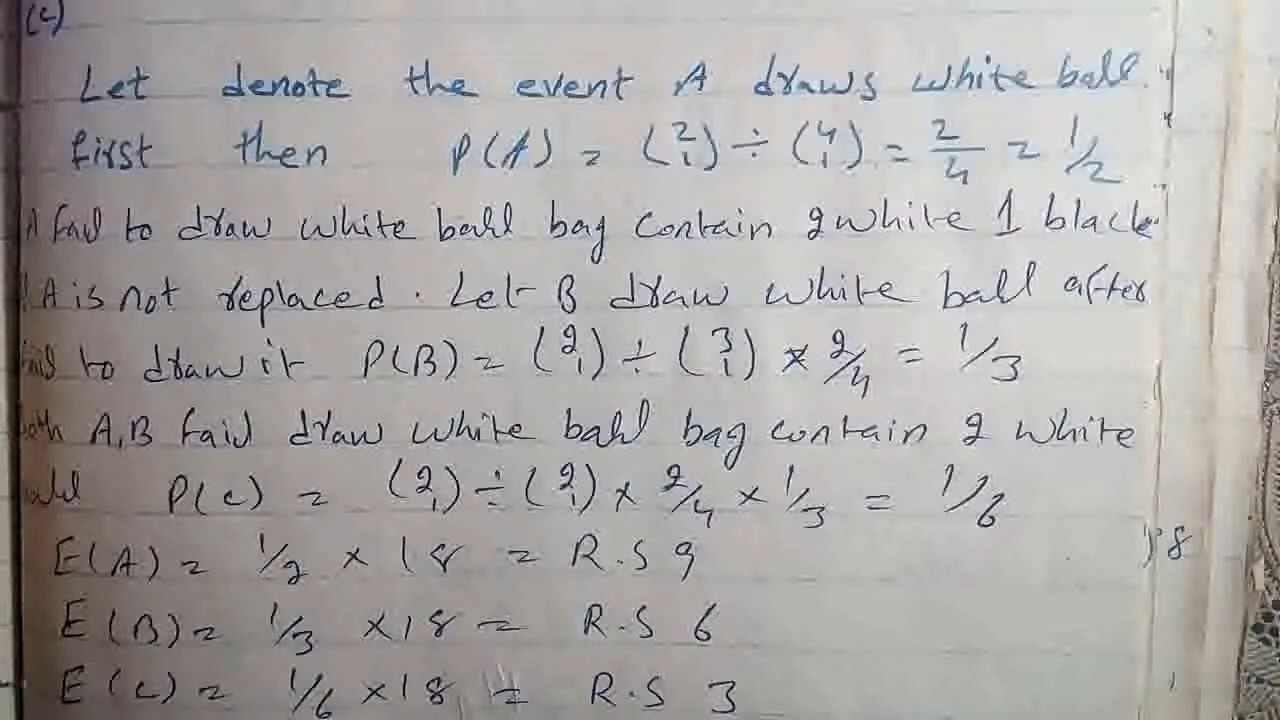 (c)
Let denote the event A draws white ball.
first then P(A) = (2 1) ÷ (4 1) = 2/4 = 1/2
A fail to draw white ball bag contain 2 white 1 black
A is not replaced. Let B draw white ball after
to draw it P(B) = (2 1) ÷ (3 1) × 2/4 = 1/3
both A, B fail draw white ball bag contain 2 white
P(c) = (2 1) ÷ (2 1) × 2/4 × 1/3 = 1/6
E(A) = 1/2 × 18 = R.S 9
18
E(B) = 1/3 × 18 = R.S 6
E(c) = 1/6 × 18 = R.S 3